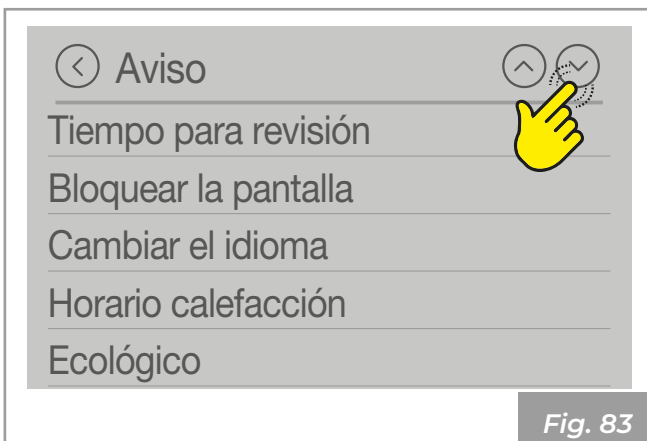 Aviso
Tiempo para revisión
Bloquear la pantalla
Cambiar el idioma
Horario calefacción
Ecológico
Fig. 83